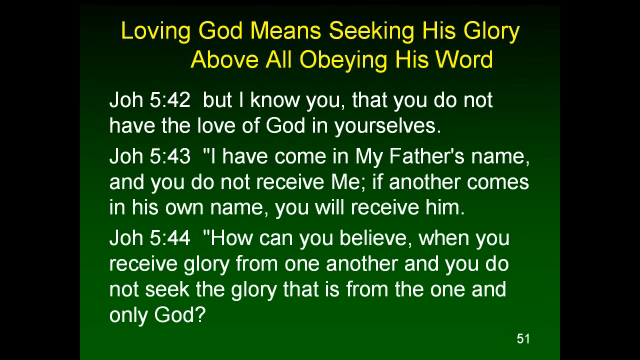 Loving God Means Seeking His Glory
Above All Obeying His Word
Joh 5:42 but I know you, that you do not
have the love of God in yourselves.
Joh 5:43 "I have come in My Father's name,
and you do not receive Me; if another comes
in his own name, you will receive him.
Joh 5:44 "How can you believe, when you
receive glory from one another and you do
not seek the glory that is from the one and
only God?
51